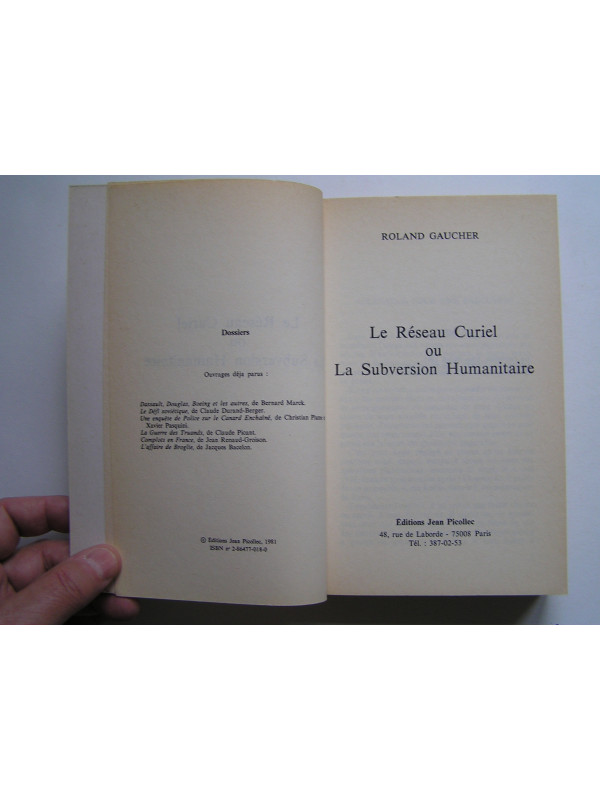 Dossiers
Ouvrages déja parus :
Dassault, Douglas, Boeing et les autres, de Bernard Marck.
Le Défi soviétique, de Claude Durand-Berger.
Une enquête de Police sur le Canard Enchaîné, de Christian Plan-
Xavier Pasquini.
La Guerre des Truands, de Claude Picant.
Complots en France, de Jean Renaud-Groison.
L'affaire de Broglie, de Jacques Bacelon.
© Editions Jean Picollec, 1981
ISBN nº 2-86477-018-0
ROLAND GAUCHER
Le Réseau Curiel
ou
La Subversion Humanitaire
Éditions Jean Picollec
48, rue de Laborde - 75008 Paris
Tél. : 387-02-53